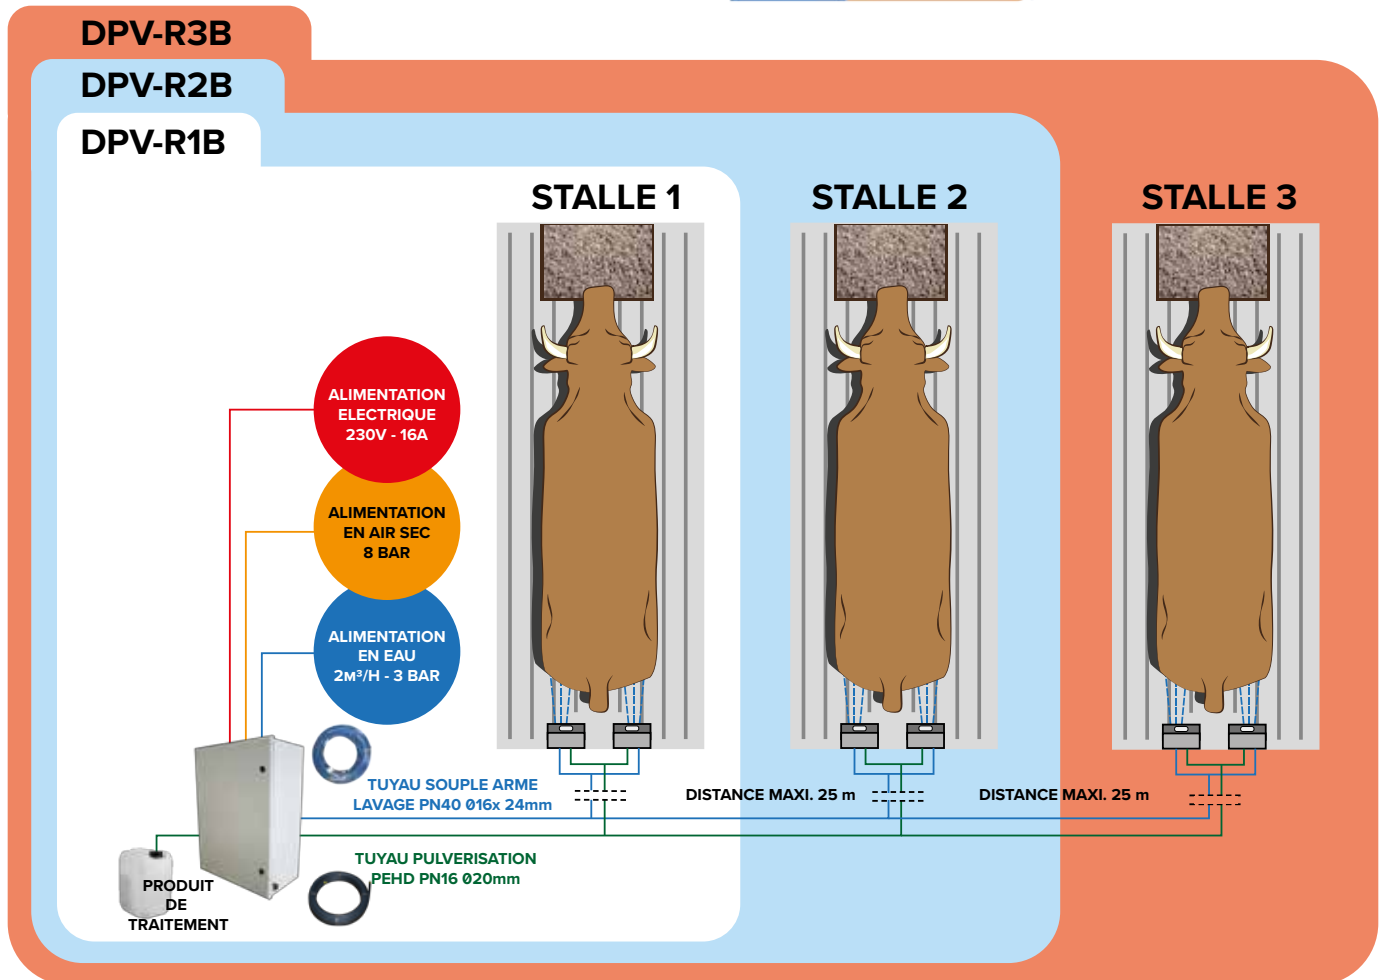 DPV-R3B
DPV-R2B
DPV-R1B
STALLE 1
STALLE 2
STALLE 3
ALIMENTATION
ELECTRIQUE
230V - 16A
ALIMENTATION
EN AIR SEC
8 BAR
ALIMENTATION
EN EAU
2M³/H - 3 BAR
TUYAU SOUPLE ARME
LAVAGE PN40 Ø16x 24mm
DISTANCE MAXI. 25 m
DISTANCE MAXI. 25 m
TUYAU PULVERISATION
PEHD PN16 Ø20mm
PRODUIT
DE
TRAITEMENT